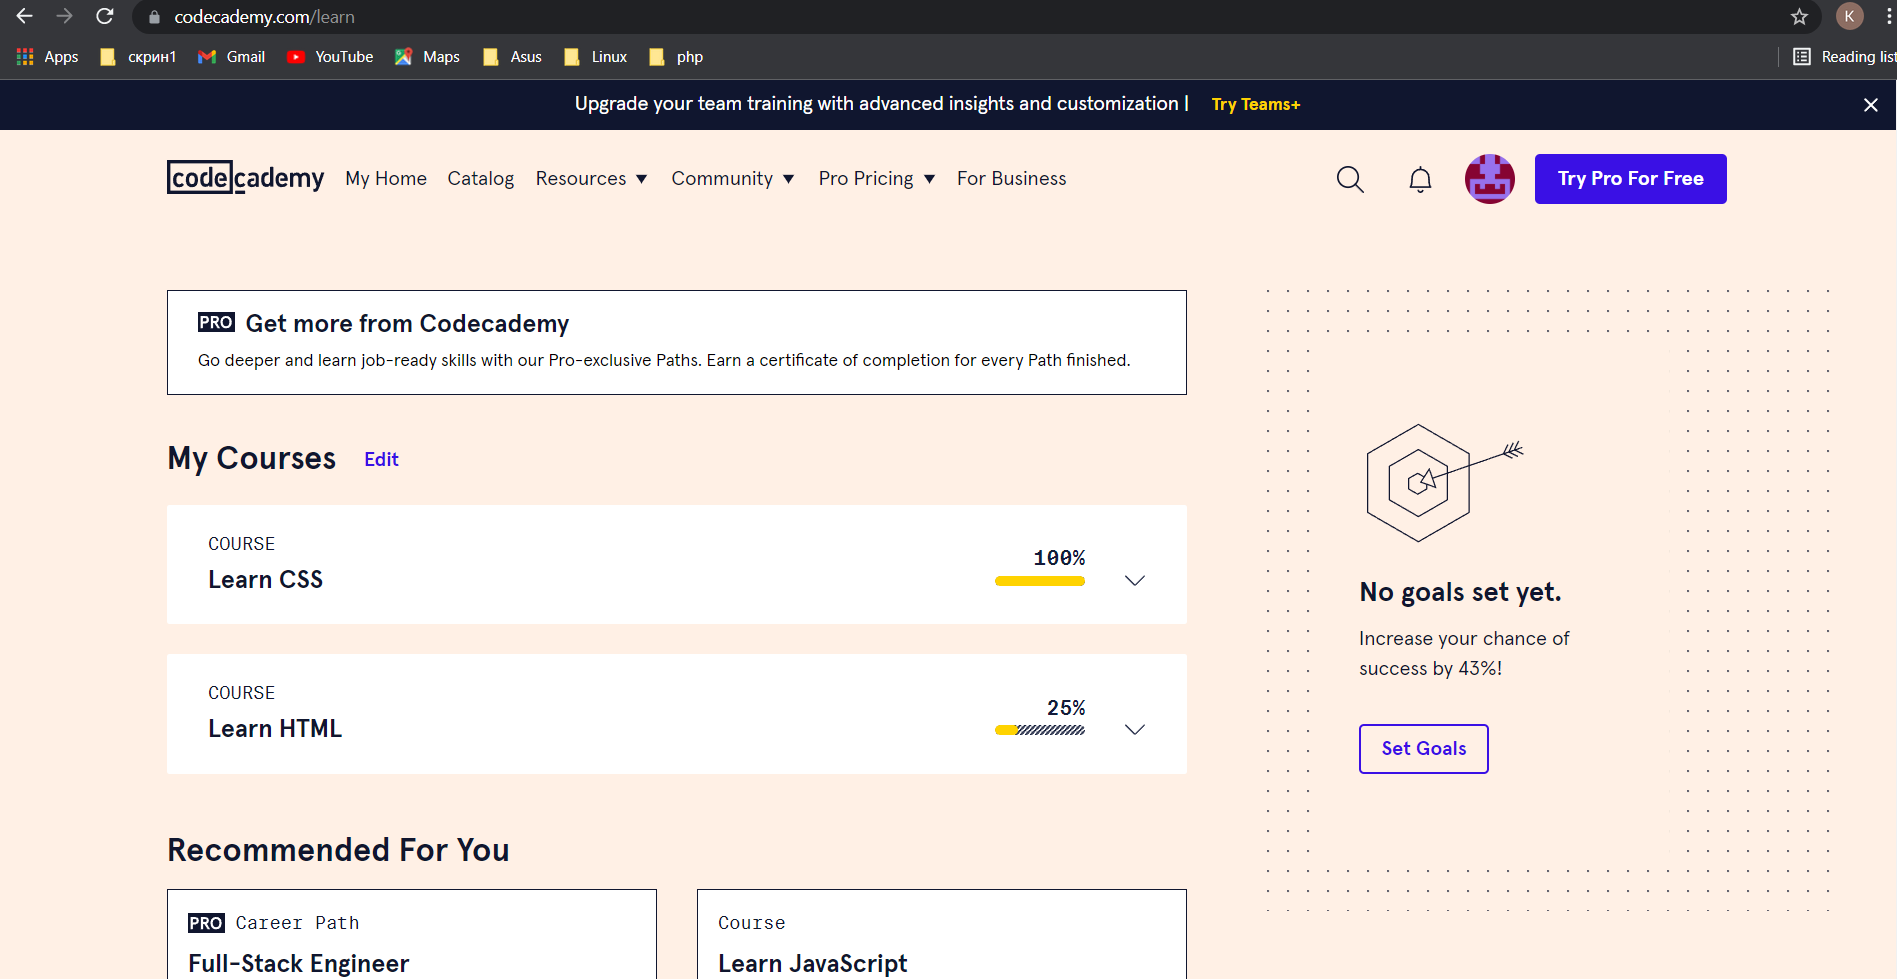 codecademy.com/learn
K
Apps скрин1 Gmail YouTube Maps Asus Linux php Reading list
Upgrade your team training with advanced insights and customization | Try Teams+
codecademy My Home Catalog Resources Community Pro Pricing For Business Try Pro For Free
PRO Get more from Codecademy
Go deeper and learn job-ready skills with our Pro-exclusive Paths. Earn a certificate of completion for every Path finished.
My Courses Edit
COURSE
Learn CSS
100%
COURSE
Learn HTML
25%
No goals set yet.
Increase your chance of
success by 43%!
Set Goals
Recommended For You
PRO Career Path
Full-Stack Engineer
Course
Learn JavaScript